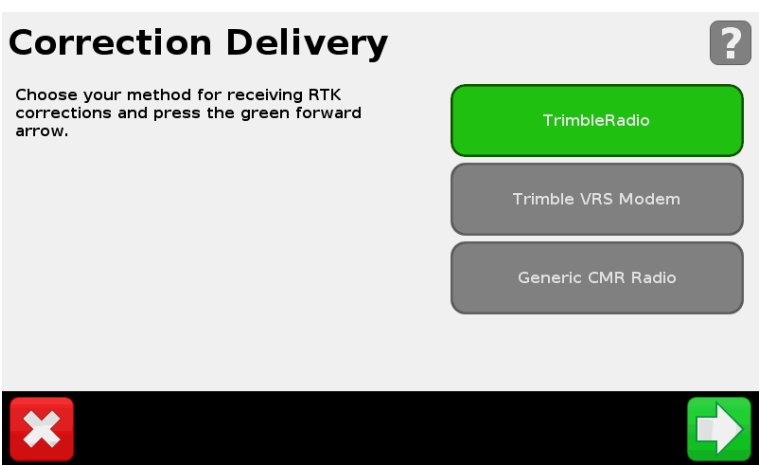 Correction Delivery
?
Choose your method for receiving RTK
corrections and press the green forward
arrow.
TrimbleRadio
Trimble VRS Modem
Generic CMR Radio